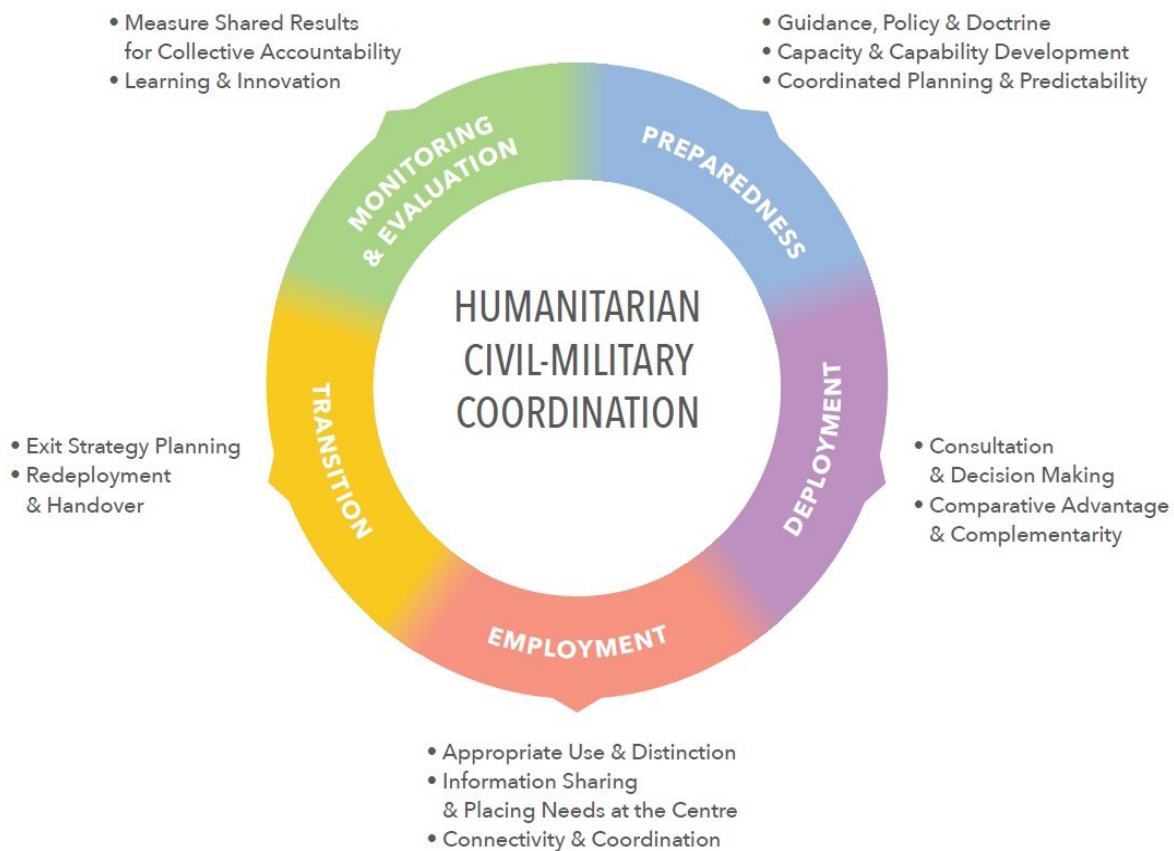 • Measure Shared Results
for Collective Accountability
• Learning & Innovation
• Guidance, Policy & Doctrine
• Capacity & Capability Development
• Coordinated Planning & Predictability
MONITORING
& EVALUATION
PREPAREDNESS
HUMANITARIAN
CIVIL-MILITARY
COORDINATION
TRANSITION
DEPLOYMENT
• Exit Strategy Planning
• Redeployment
& Handover
• Consultation
& Decision Making
• Comparative Advantage
& Complementarity
EMPLOYMENT
• Appropriate Use & Distinction
• Information Sharing
& Placing Needs at the Centre
• Connectivity & Coordination